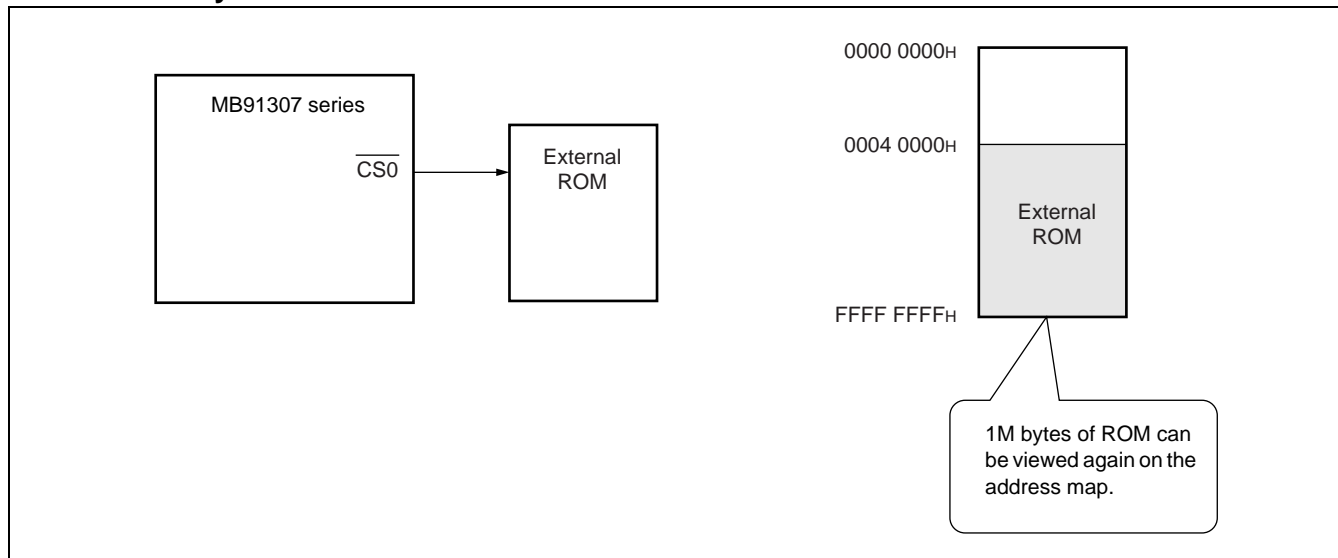 MB91307 series
CS0
External
ROM
0000 0000H
0004 0000H
External
ROM
FFFF FFFFH
1M bytes of ROM can
be viewed again on the
address map.